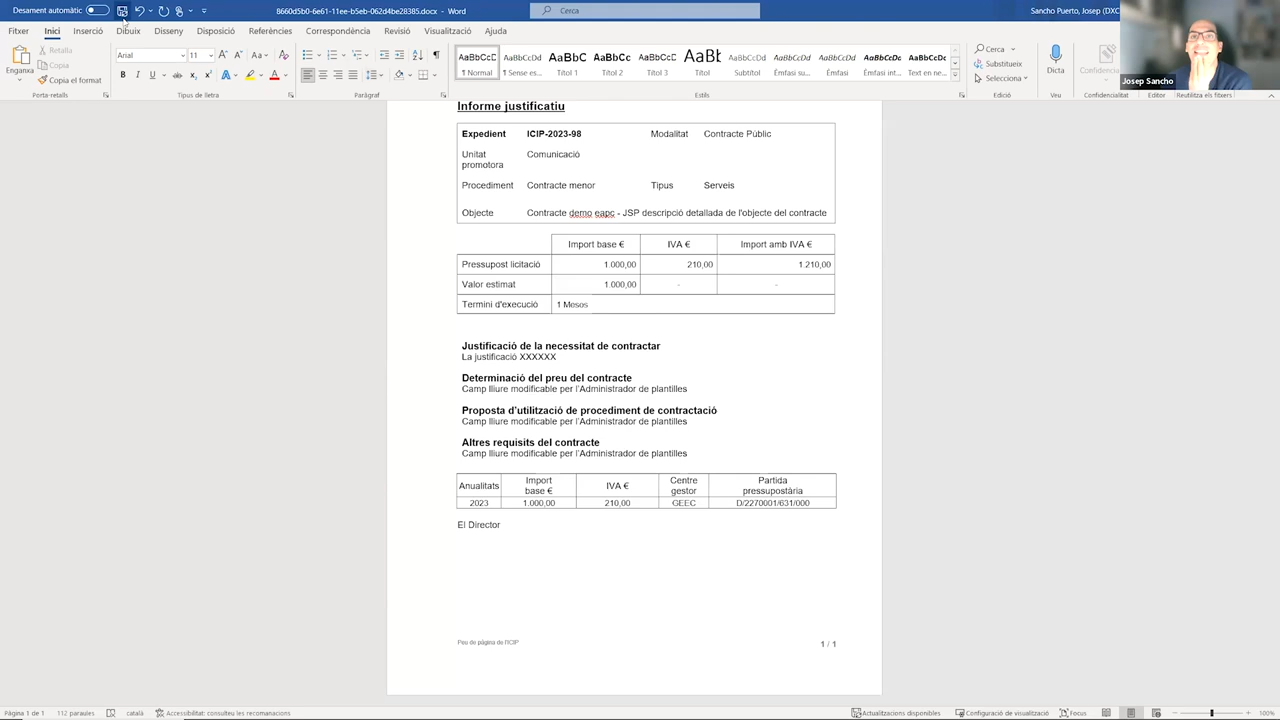 Desament automàtic
8660d5b0-6e61-11ee-b5eb-062d4be28385.docx - Word
Cerca
Sancho Puerto, Josep (DXC
Fitxer Inici Inserció Dibuix Disseny Disposició Referències Correspondència Revisió Visualització Ajuda
Enganxa
Retalla
Copia
Copia el format
Porta-retalls
Arial 11
Tipus de lletra
Paràgraf
AaBbCcC AaBbCcDd AaBbC AaBbCc AaBbCc AaBb AaBbCcD AaBbCcDd AaBbCcDd AaBbCcDd AaBbCcDc
¶ Normal ¶ Sense es... Títol 1 Títol 2 Títol 3 Títol Subtítol Èmfasi su... Èmfasi Èmfasi int... Text en ne...
Estils
Cerca
Substitueix
Selecciona
Edició
Dicta
Veu
Confidencia
Confidencialitat
Editor
Reutilitza els fitxers
Josep Sancho
Informe justificatiu
Expedient ICIP-2023-98 Modalitat Contracte Públic
Unitat promotora Comunicació
Procediment Contracte menor Tipus Serveis
Objecte Contracte demo eapc - JSP descripció detallada de l'objecte del contracte
Import base € IVA € Import amb IVA €
Pressupost licitació 1.000,00 210,00 1.210,00
Valor estimat 1.000,00 - -
Termini d'execució 1 Mesos
Justificació de la necessitat de contractar
La justificació XXXXXX
Determinació del preu del contracte
Camp lliure modificable per l'Administrador de plantilles
Proposta d'utilització de procediment de contractació
Camp lliure modificable per l'Administrador de plantilles
Altres requisits del contracte
Camp lliure modificable per l'Administrador de plantilles
Anualitats Import base € IVA € Centre gestor Partida pressupostària
2023 1.000,00 210,00 GEEC D/2270001/631/000
El Director
Peu de pàgina de l'ICIP
1 / 1
Pàgina 1 de 1 112 paraules català Accessibilitat: consulteu les recomanacions
Actualitzacions disponibles Configuració de visualització Focus 100%